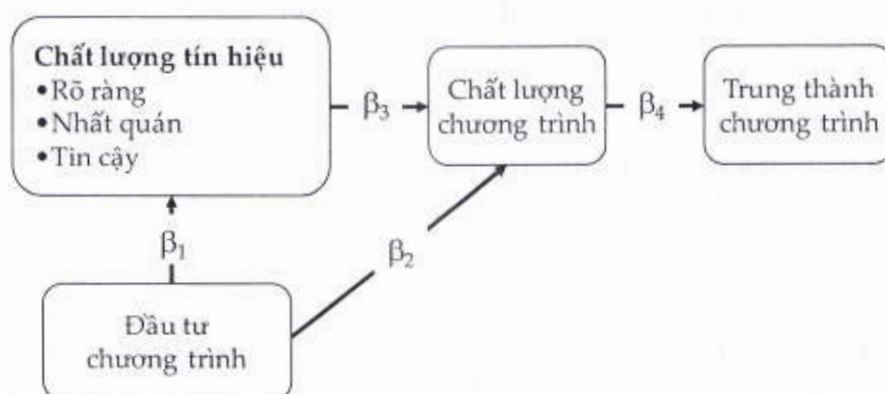 Chất lượng tín hiệu
•Rõ ràng
•Nhất quán
•Tin cậy
β3
Chất lượng
chương trình
β4
Trung thành
chương trình
β1
β2
Đầu tư
chương trình